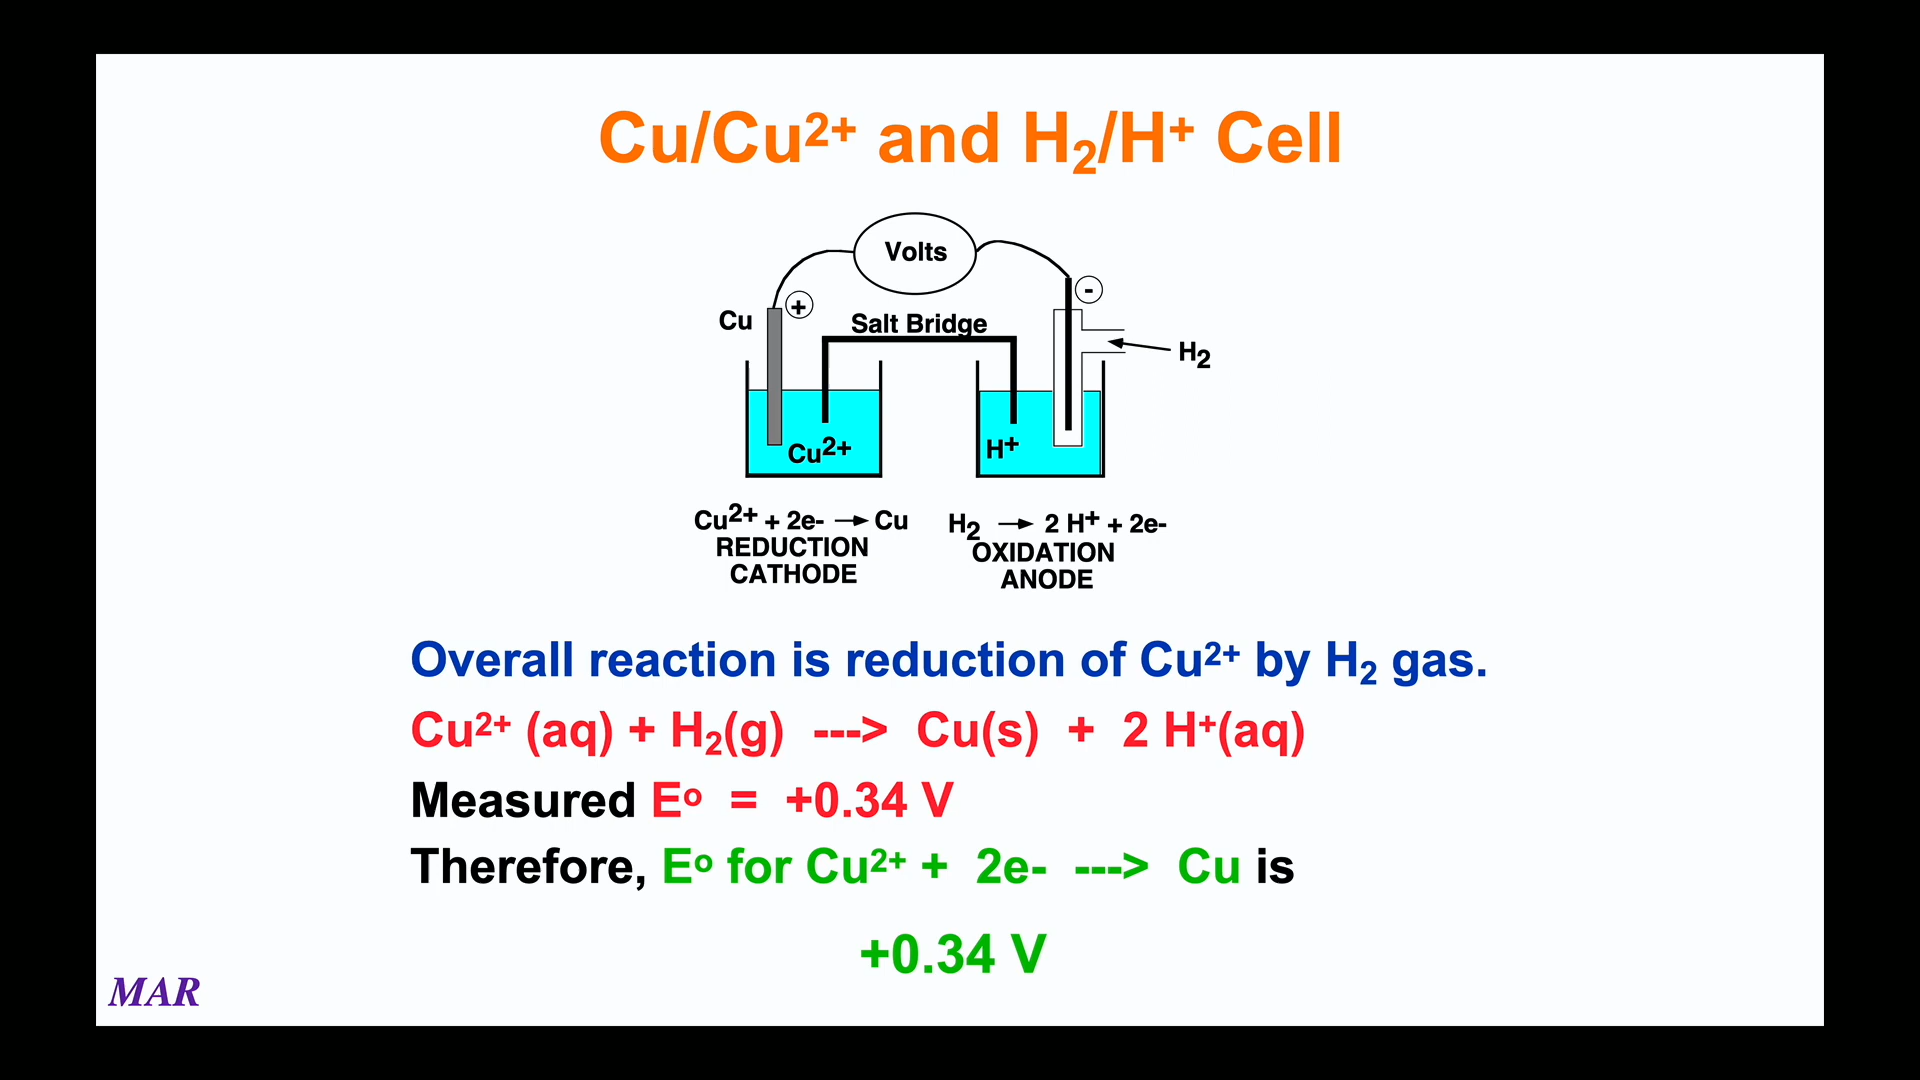 Cu/Cu²⁺ and H₂/H⁺ Cell
Volts
+
-
Cu
Salt Bridge
H₂
Cu²⁺
H⁺
Cu²⁺ + 2e- → Cu
REDUCTION
CATHODE
H₂ → 2 H⁺ + 2e-
OXIDATION
ANODE
Overall reaction is reduction of Cu²⁺ by H₂ gas.
Cu²⁺ (aq) + H₂(g) ---> Cu(s) + 2 H⁺(aq)
Measured Eᵒ = +0.34 V
Therefore, Eᵒ for Cu²⁺ + 2e- ---> Cu is
+0.34 V
MAR